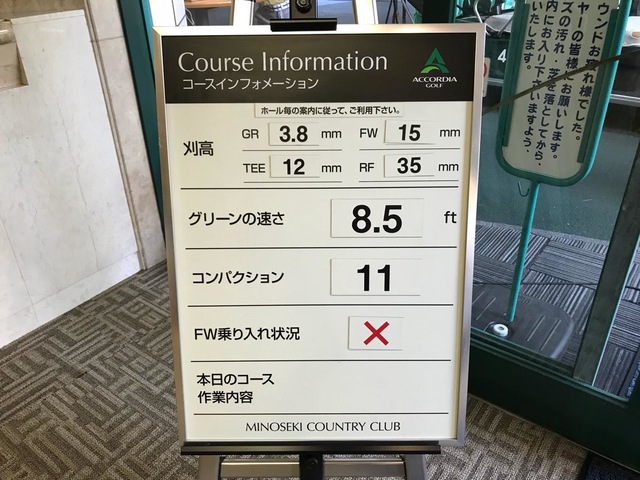 Course Information
コースインフォメーション
ACCORDIA
GOLF
ホール毎の案内に従って、ご利用下さい。
刈高
GR 3.8 mm FW 15 mm
TEE 12 mm RF 35 mm
グリーンの速さ 8.5 ft
コンパクション 11
FW乗り入れ状況 ×
本日のコース
作業内容
MINOSEKI COUNTRY CLUB
4